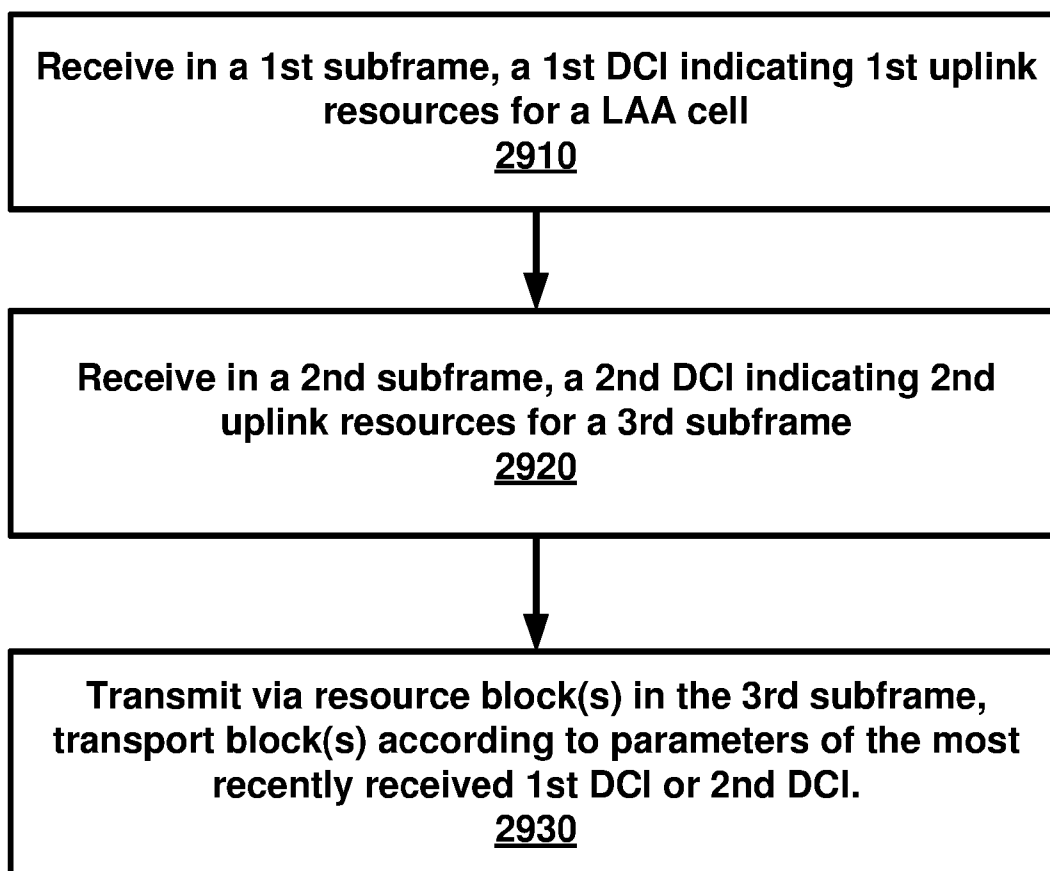 Receive in a 1st subframe, a 1st DCI indicating 1st uplink
resources for a LAA cell
2910
Receive in a 2nd subframe, a 2nd DCI indicating 2nd
uplink resources for a 3rd subframe
2920
Transmit via resource block(s) in the 3rd subframe,
transport block(s) according to parameters of the most
recently received 1st DCI or 2nd DCI.
2930